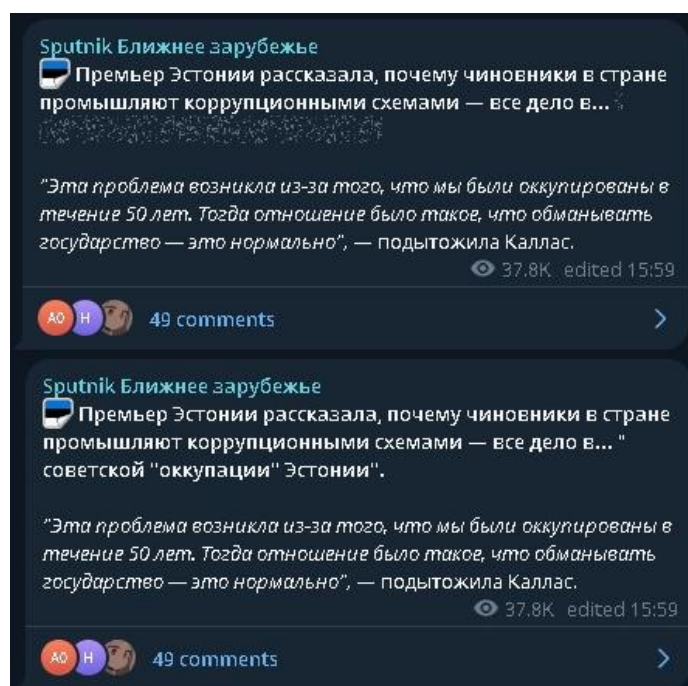 Sputnik Ближнее зарубежье
Премьер Эстонии рассказала, почему чиновники в стране
промышляют коррупционными схемами — все дело в...
"Эта проблема возникла из-за того, что мы были оккупированы в
течение 50 лет. Тогда отношение было такое, что обманывать
государство — это нормально", — подытожила Каллас.
37.8K edited 15:59
АО Н 49 comments
Sputnik Ближнее зарубежье
Премьер Эстонии рассказала, почему чиновники в стране
промышляют коррупционными схемами — все дело в... "
советской "оккупации" Эстонии".
"Эта проблема возникла из-за того, что мы были оккупированы в
течение 50 лет. Тогда отношение было такое, что обманывать
государство — это нормально", — подытожила Каллас.
37.8K edited 15:59
АО Н 49 comments